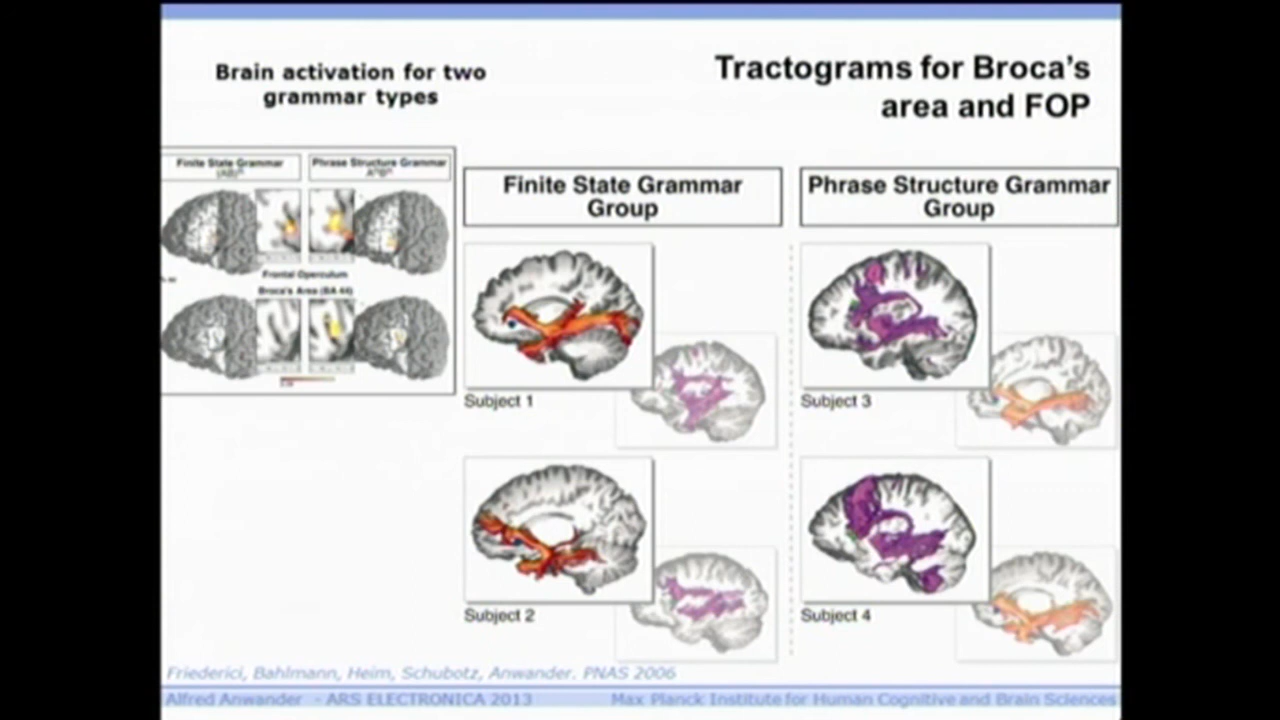 Brain activation for two
grammar types
Tractograms for Broca's
area and FOP
Finite State Grammar
(AB)ⁿ
Phrase Structure Grammar
AⁿBⁿ
Frontal Operculum
Broca's Area (BA 44)
Finite State Grammar
Group
Phrase Structure Grammar
Group
Subject 1
Subject 3
Subject 2
Subject 4
Friederici, Bahlmann, Heim, Schubotz, Anwander. PNAS 2006
Alfred Anwander - ARS ELECTRONICA 2013
Max Planck Institute for Human Cognitive and Brain Sciences